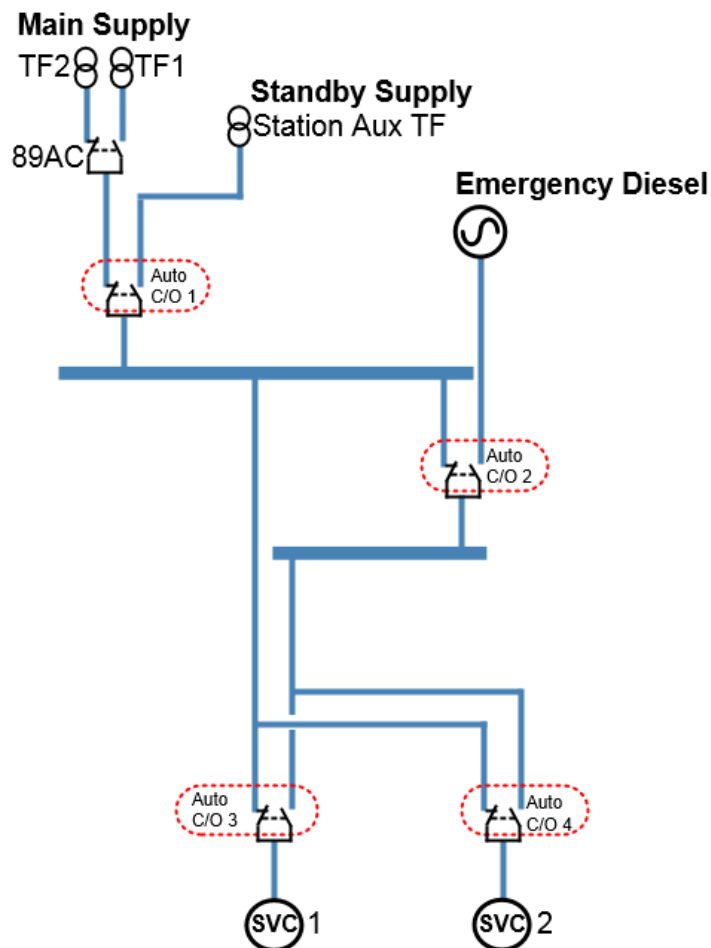 Main Supply
TF2 TF1
Standby Supply
Station Aux TF
89AC
Emergency Diesel
Auto
C/O 1
Auto
C/O 2
Auto
C/O 3
Auto
C/O 4
SVC 1
SVC 2